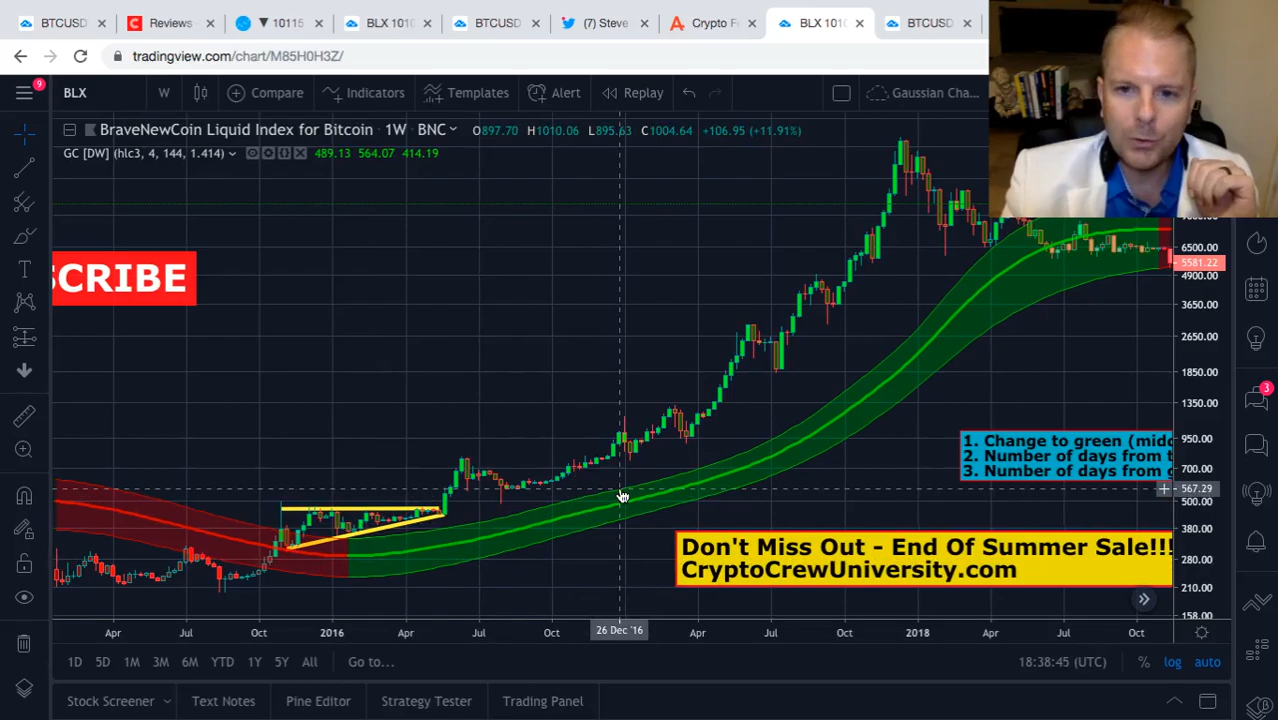 BTCUSD
Reviews -
▼ 10115
BLX 1010
BTCUSD
(7) Steve
Crypto F
BLX 1010
BTCUSD
tradingview.com/chart/M85H0H3Z/
9
BLX
W
Compare
Indicators
Templates
Alert
Replay
Gaussian Cha...
BraveNewCoin Liquid Index for Bitcoin · 1W · BNC
O897.70 H1010.06 L895.63 C1004.64 +106.95 (+11.91%)
GC [DW] (hlc3, 4, 144, 1.414)
489.13 564.07 414.19
SCRIBE
6500.00
5581.22
4900.00
3650.00
2650.00
1850.00
1350.00
950.00
700.00
567.29
500.00
380.00
280.00
210.00
158.00
3
1. Change to green (midd
2. Number of days from t
3. Number of days from g
Don't Miss Out - End Of Summer Sale!!!
CryptoCrewUniversity.com
Apr
Jul
Oct
2016
Apr
Jul
Oct
26 Dec '16
Apr
Jul
Oct
2018
Apr
Jul
Oct
1D 5D 1M 3M 6M YTD 1Y 5Y All
Go to...
18:38:45 (UTC)
%
log
auto
Stock Screener
Text Notes
Pine Editor
Strategy Tester
Trading Panel